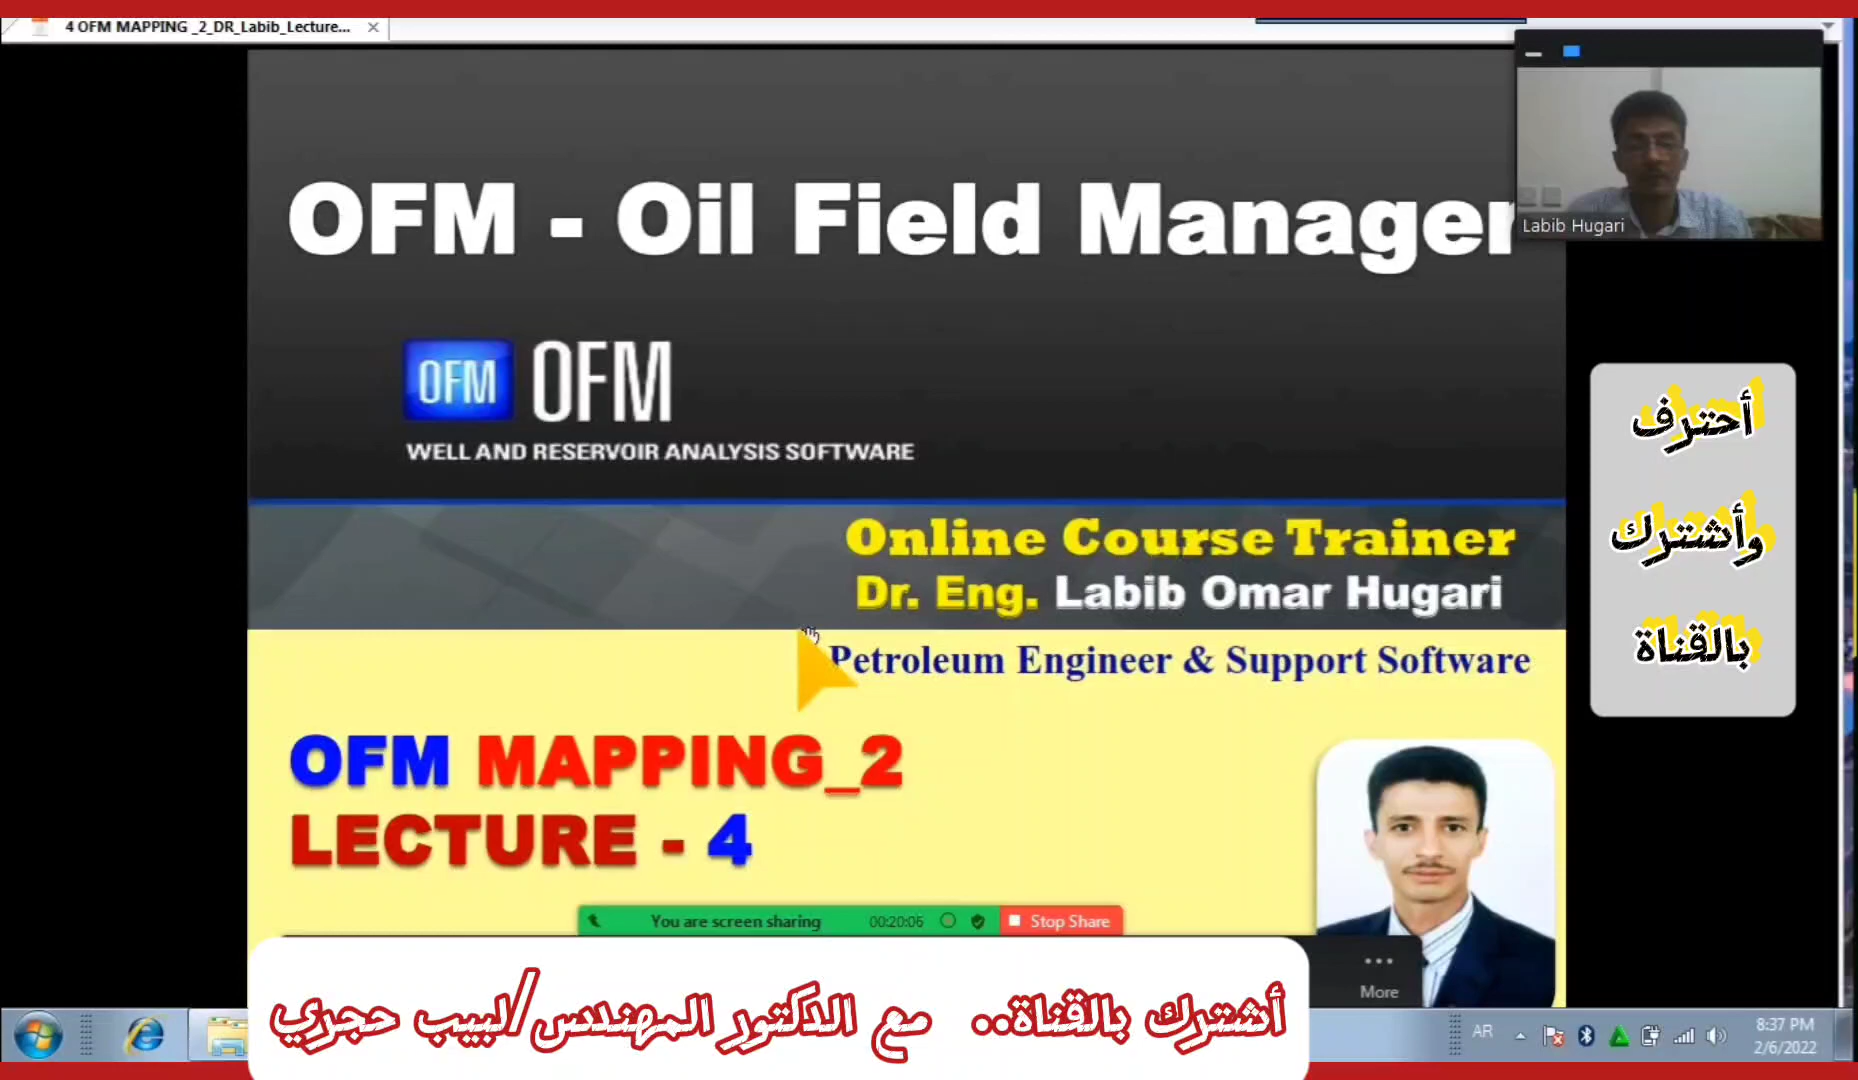 4 OFM MAPPING _2_DR_Labib_Lecture...
OFM - Oil Field Manager
Labib Hugari
OFM OFM
WELL AND RESERVOIR ANALYSIS SOFTWARE
أحترف
وأشترك
بالقناة
Online Course Trainer
Dr. Eng. Labib Omar Hugari
Petroleum Engineer & Support Software
OFM MAPPING_2
LECTURE - 4
You are screen sharing 00:20:06 Stop Share
More
أشترك بالقناة.. مع الدكتور المهندس/لبيب حجري
AR
8:37 PM
2/6/2022